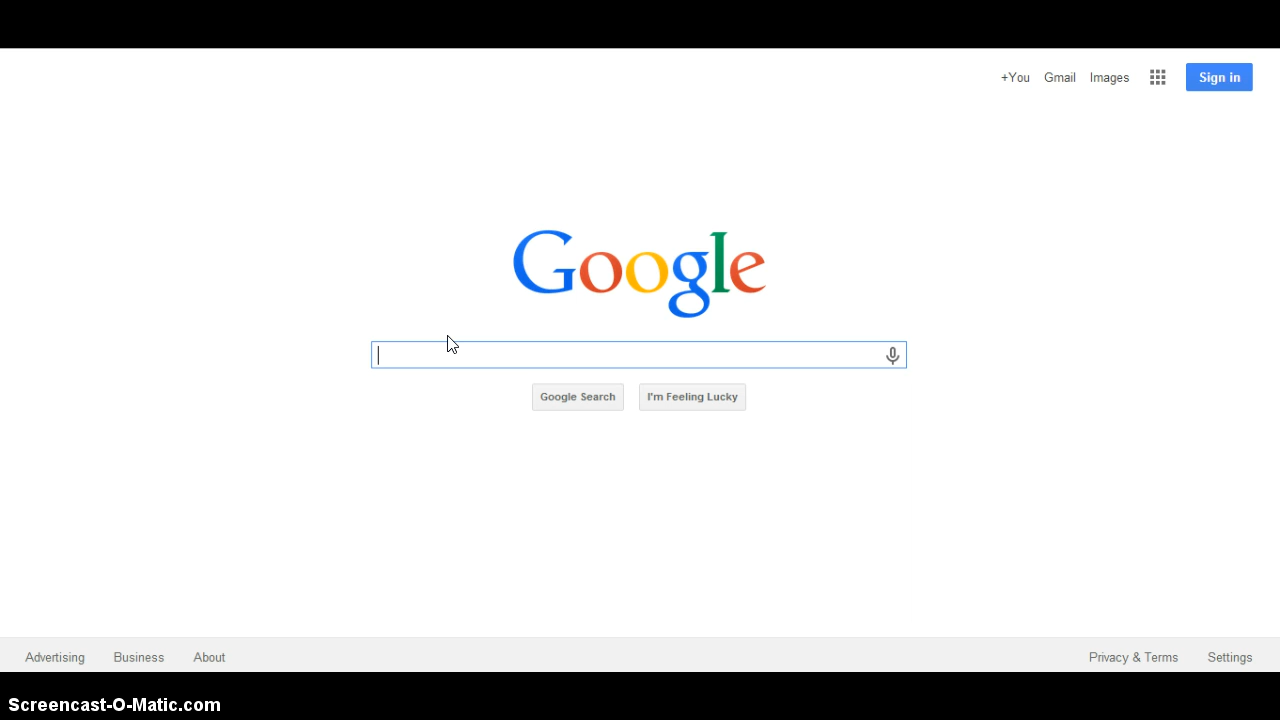 +You Gmail Images Sign in
Google
Google Search I'm Feeling Lucky
Advertising Business About Privacy & Terms Settings
Screencast-O-Matic.com